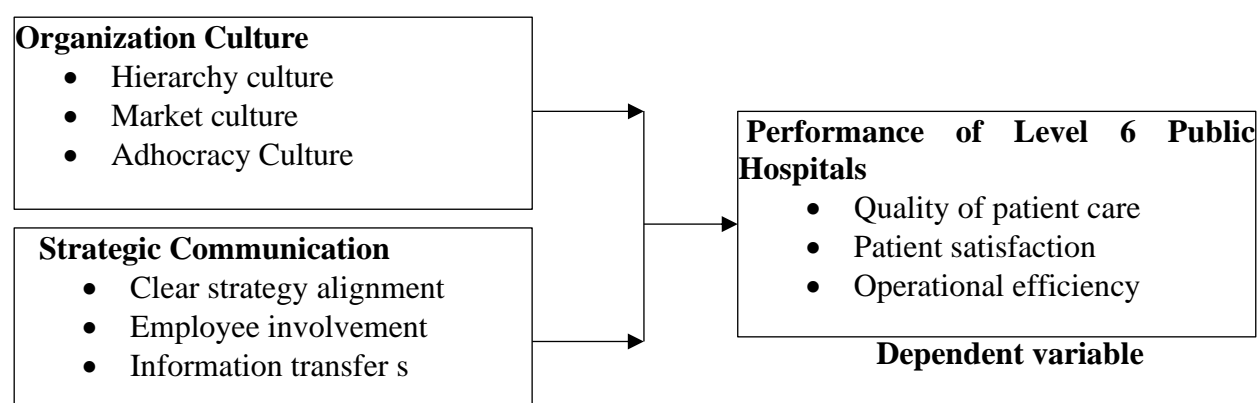 Organization Culture
• Hierarchy culture
• Market culture
• Adhocracy Culture
Strategic Communication
• Clear strategy alignment
• Employee involvement
• Information transfer s
Performance of Level 6 Public
Hospitals
• Quality of patient care
• Patient satisfaction
• Operational efficiency
Dependent variable